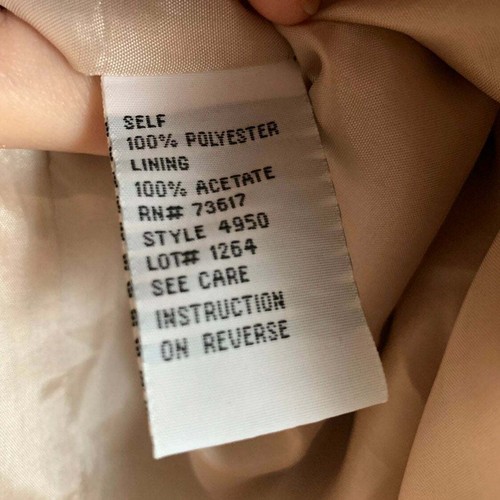 SELF
100% POLYESTER
LINING
100% ACETATE
RN# 73617
STYLE 4950
LOT# 1264
SEE CARE
INSTRUCTION
ON REVERSE